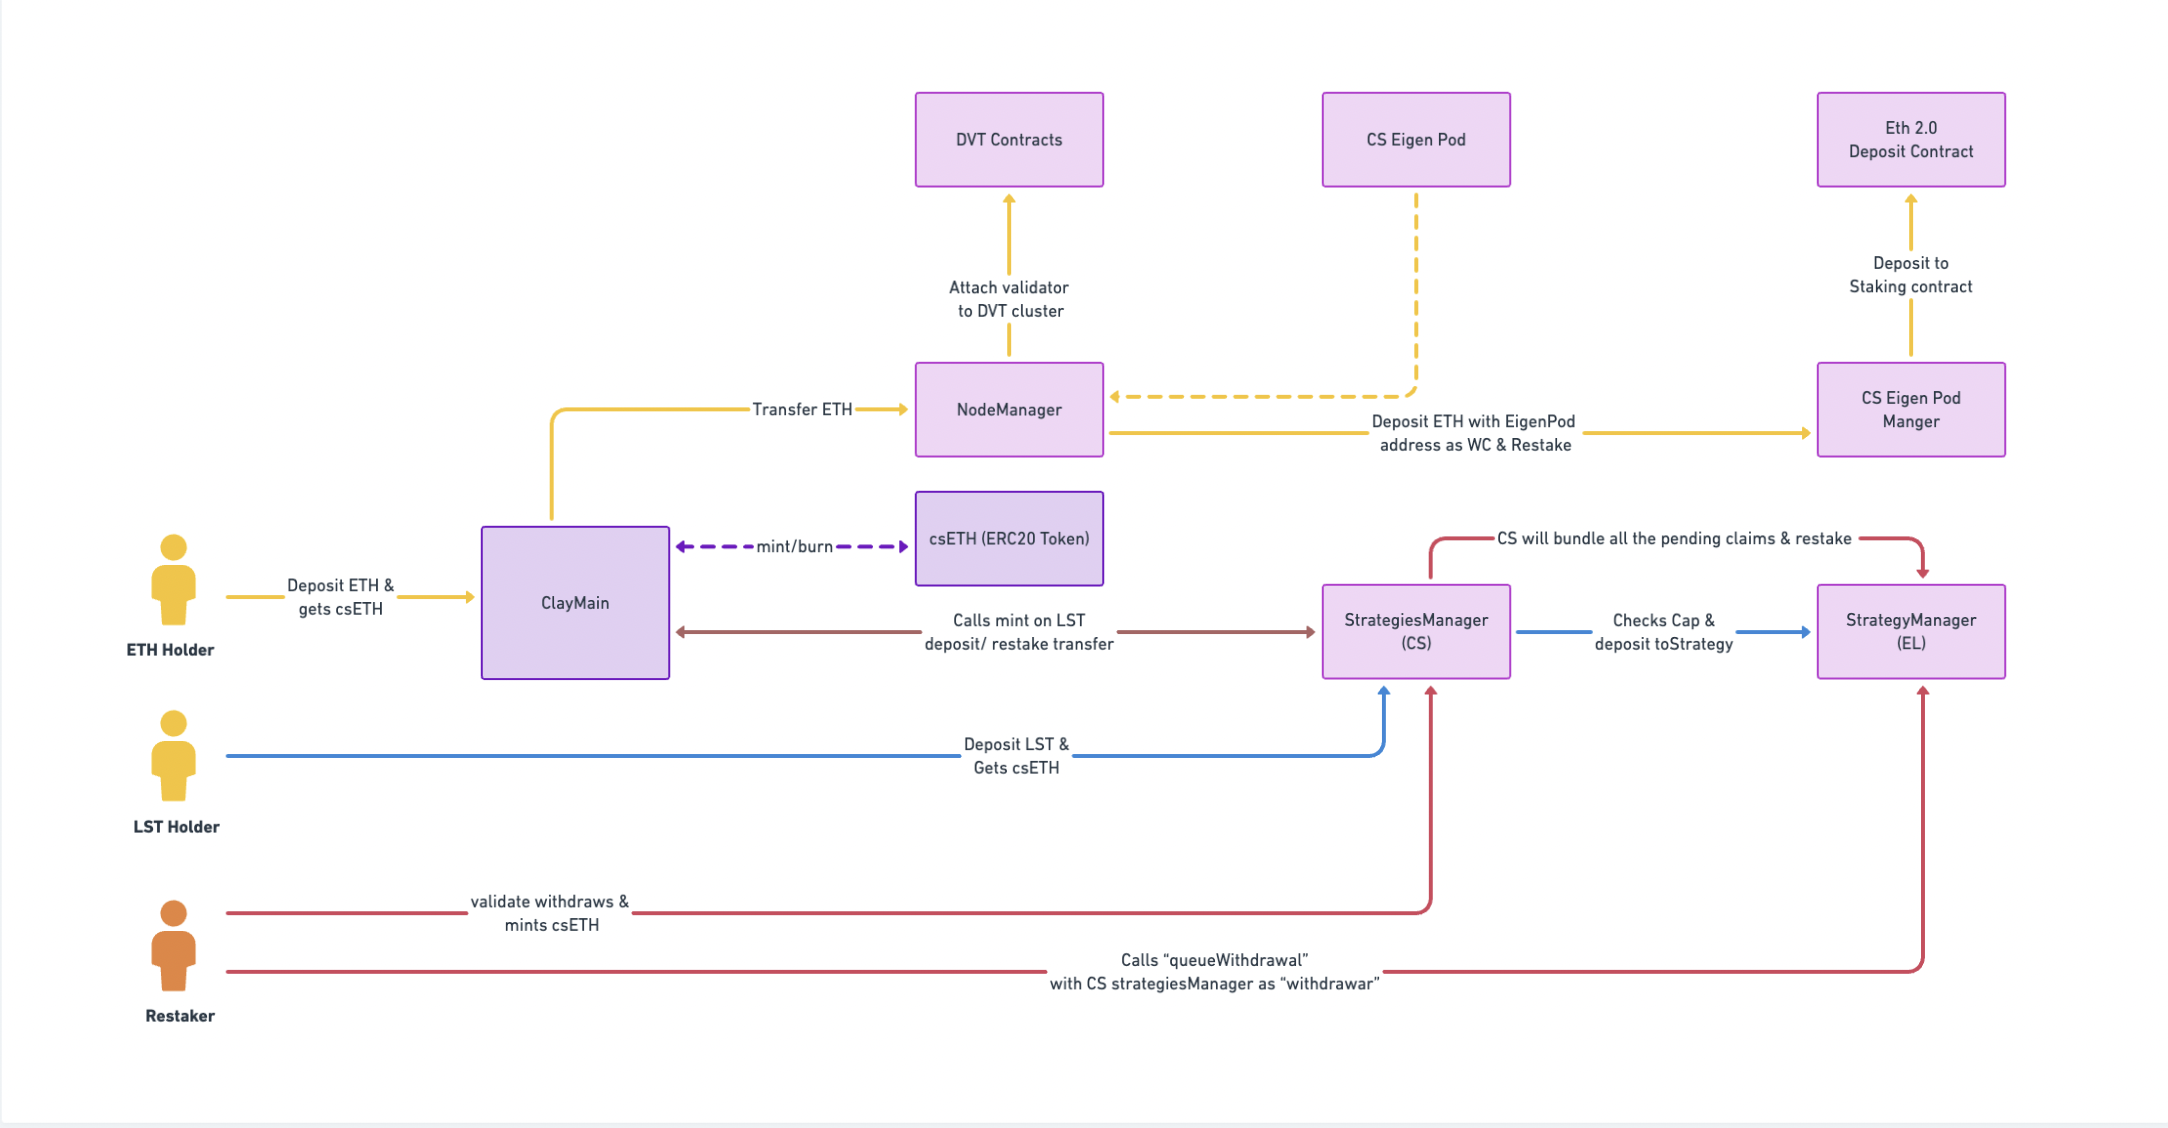 DVT Contracts
CS Eigen Pod
Eth 2.0
Deposit Contract
Attach validator
to DVT cluster
Deposit to
Staking contract
Transfer ETH
NodeManager
Deposit ETH with EigenPod
address as WC & Restake
CS Eigen Pod
Manger
ETH Holder
Deposit ETH &
gets csETH
ClayMain
mint/burn
csETH (ERC20 Token)
CS will bundle all the pending claims & restake
Calls mint on LST
deposit/ restake transfer
StrategiesManager
(CS)
Checks Cap &
deposit toStrategy
StrategyManager
(EL)
LST Holder
Deposit LST &
Gets csETH
Restaker
validate withdraws &
mints csETH
Calls “queueWithdrawal”
with CS strategiesManager as “withdrawar”